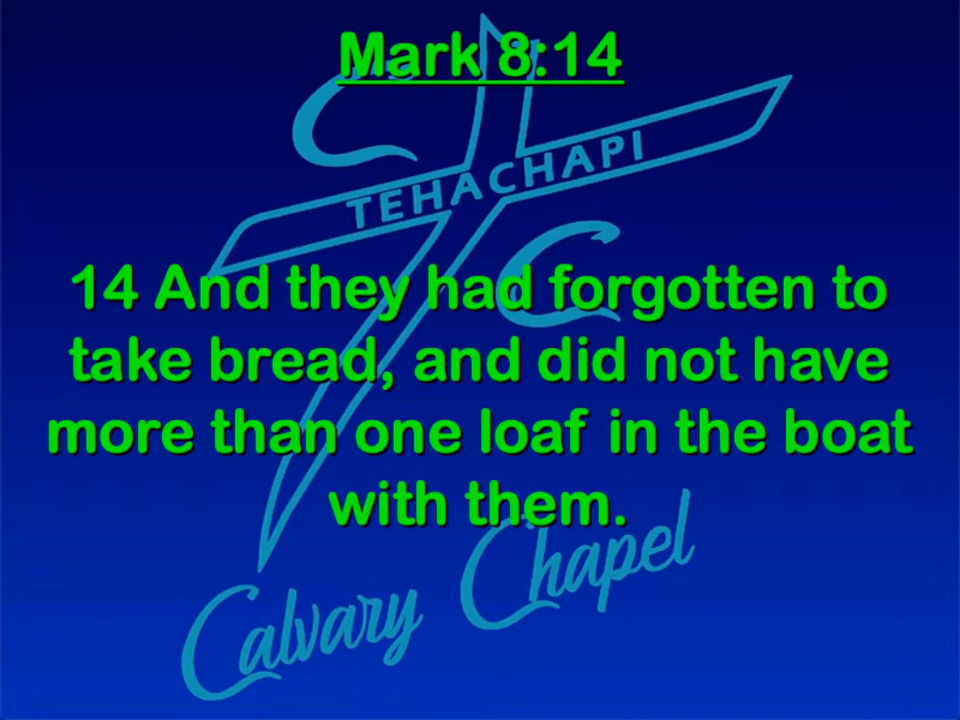 Mark 8:14
TEHACHAPI
14 And they had forgotten to
take bread, and did not have
more than one loaf in the boat
with them.
Calvary Chapel